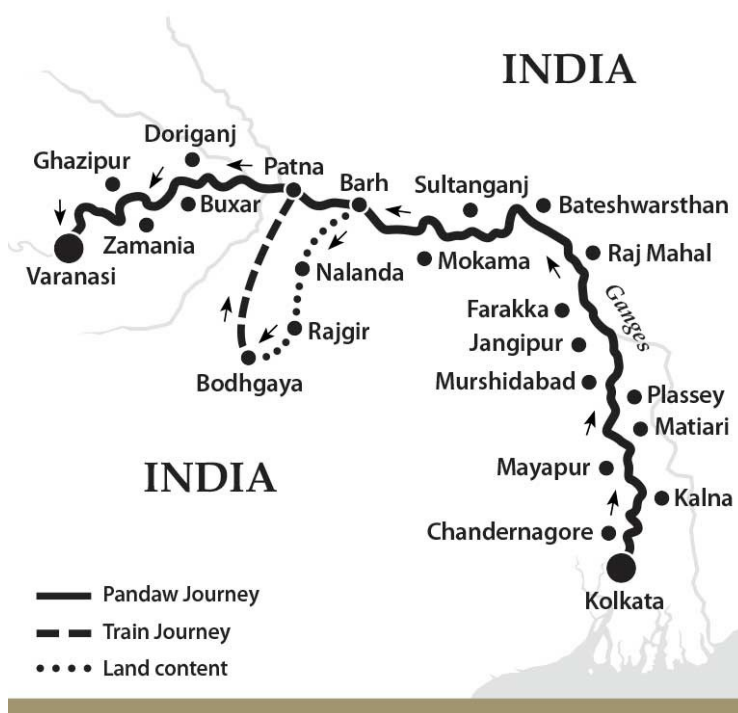 INDIA
Doriganj
Ghazipur
Patna
Barh
Sultanganj
Buxar
Bateshwarsthan
Zamania
Varanasi
Nalanda
Mokama
Raj Mahal
Ganges
Farakka
Rajgir
Jangipur
Bodhgaya
Murshidabad
Plassey
Matiari
INDIA
Mayapur
Kalna
Chandernagore
Kolkata
Pandaw Journey
Train Journey
Land content